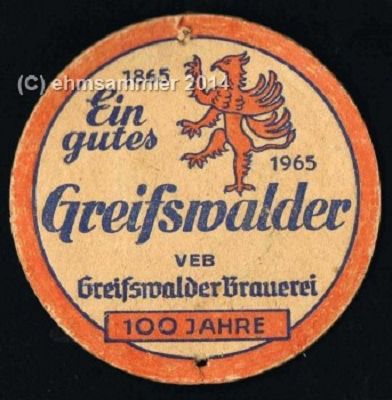 (C) ehmsammler 2014
1865
Ein
gutes
1965
Greifswalder
VEB
Greifswalder Brauerei
100 JAHRE